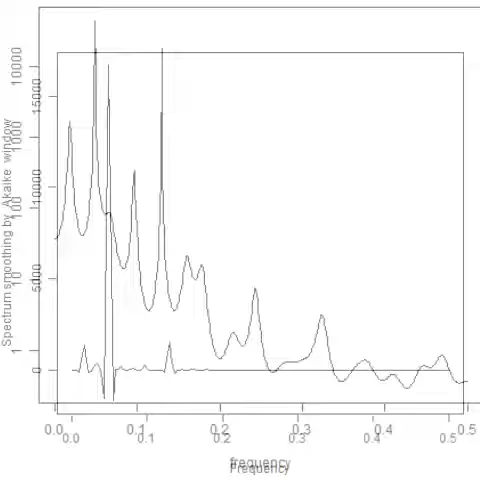 Spectrum smoothing by Akaike window
10000
1000
100
10
1
15000
10000
5000
0
0.0 0.1 0.2 0.3 0.4 0.5
0.0 0.1 0.2 0.3 0.4 0.5
frequency
Frequency